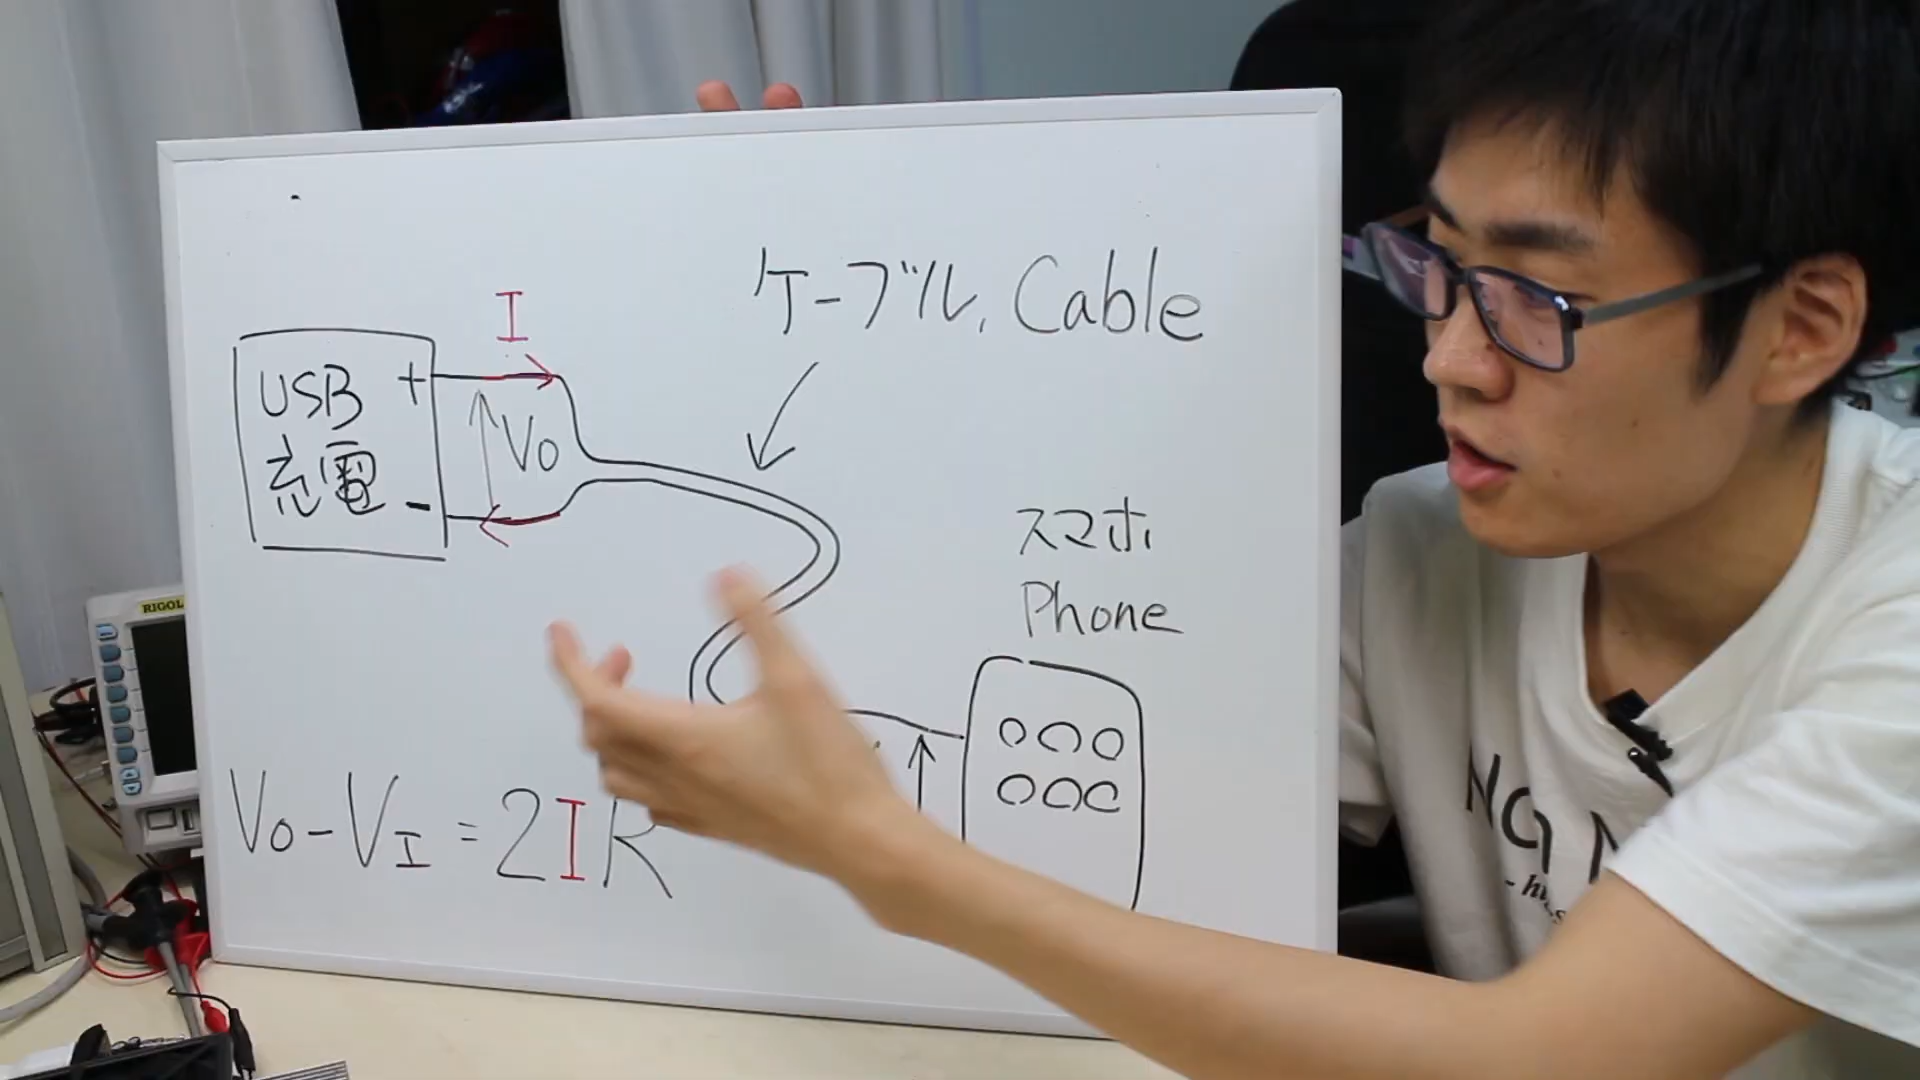 I
ケーブル, Cable
USB +
充電 -
Vo
スマホ
Phone
Vo-VI=2IR
RIGOL